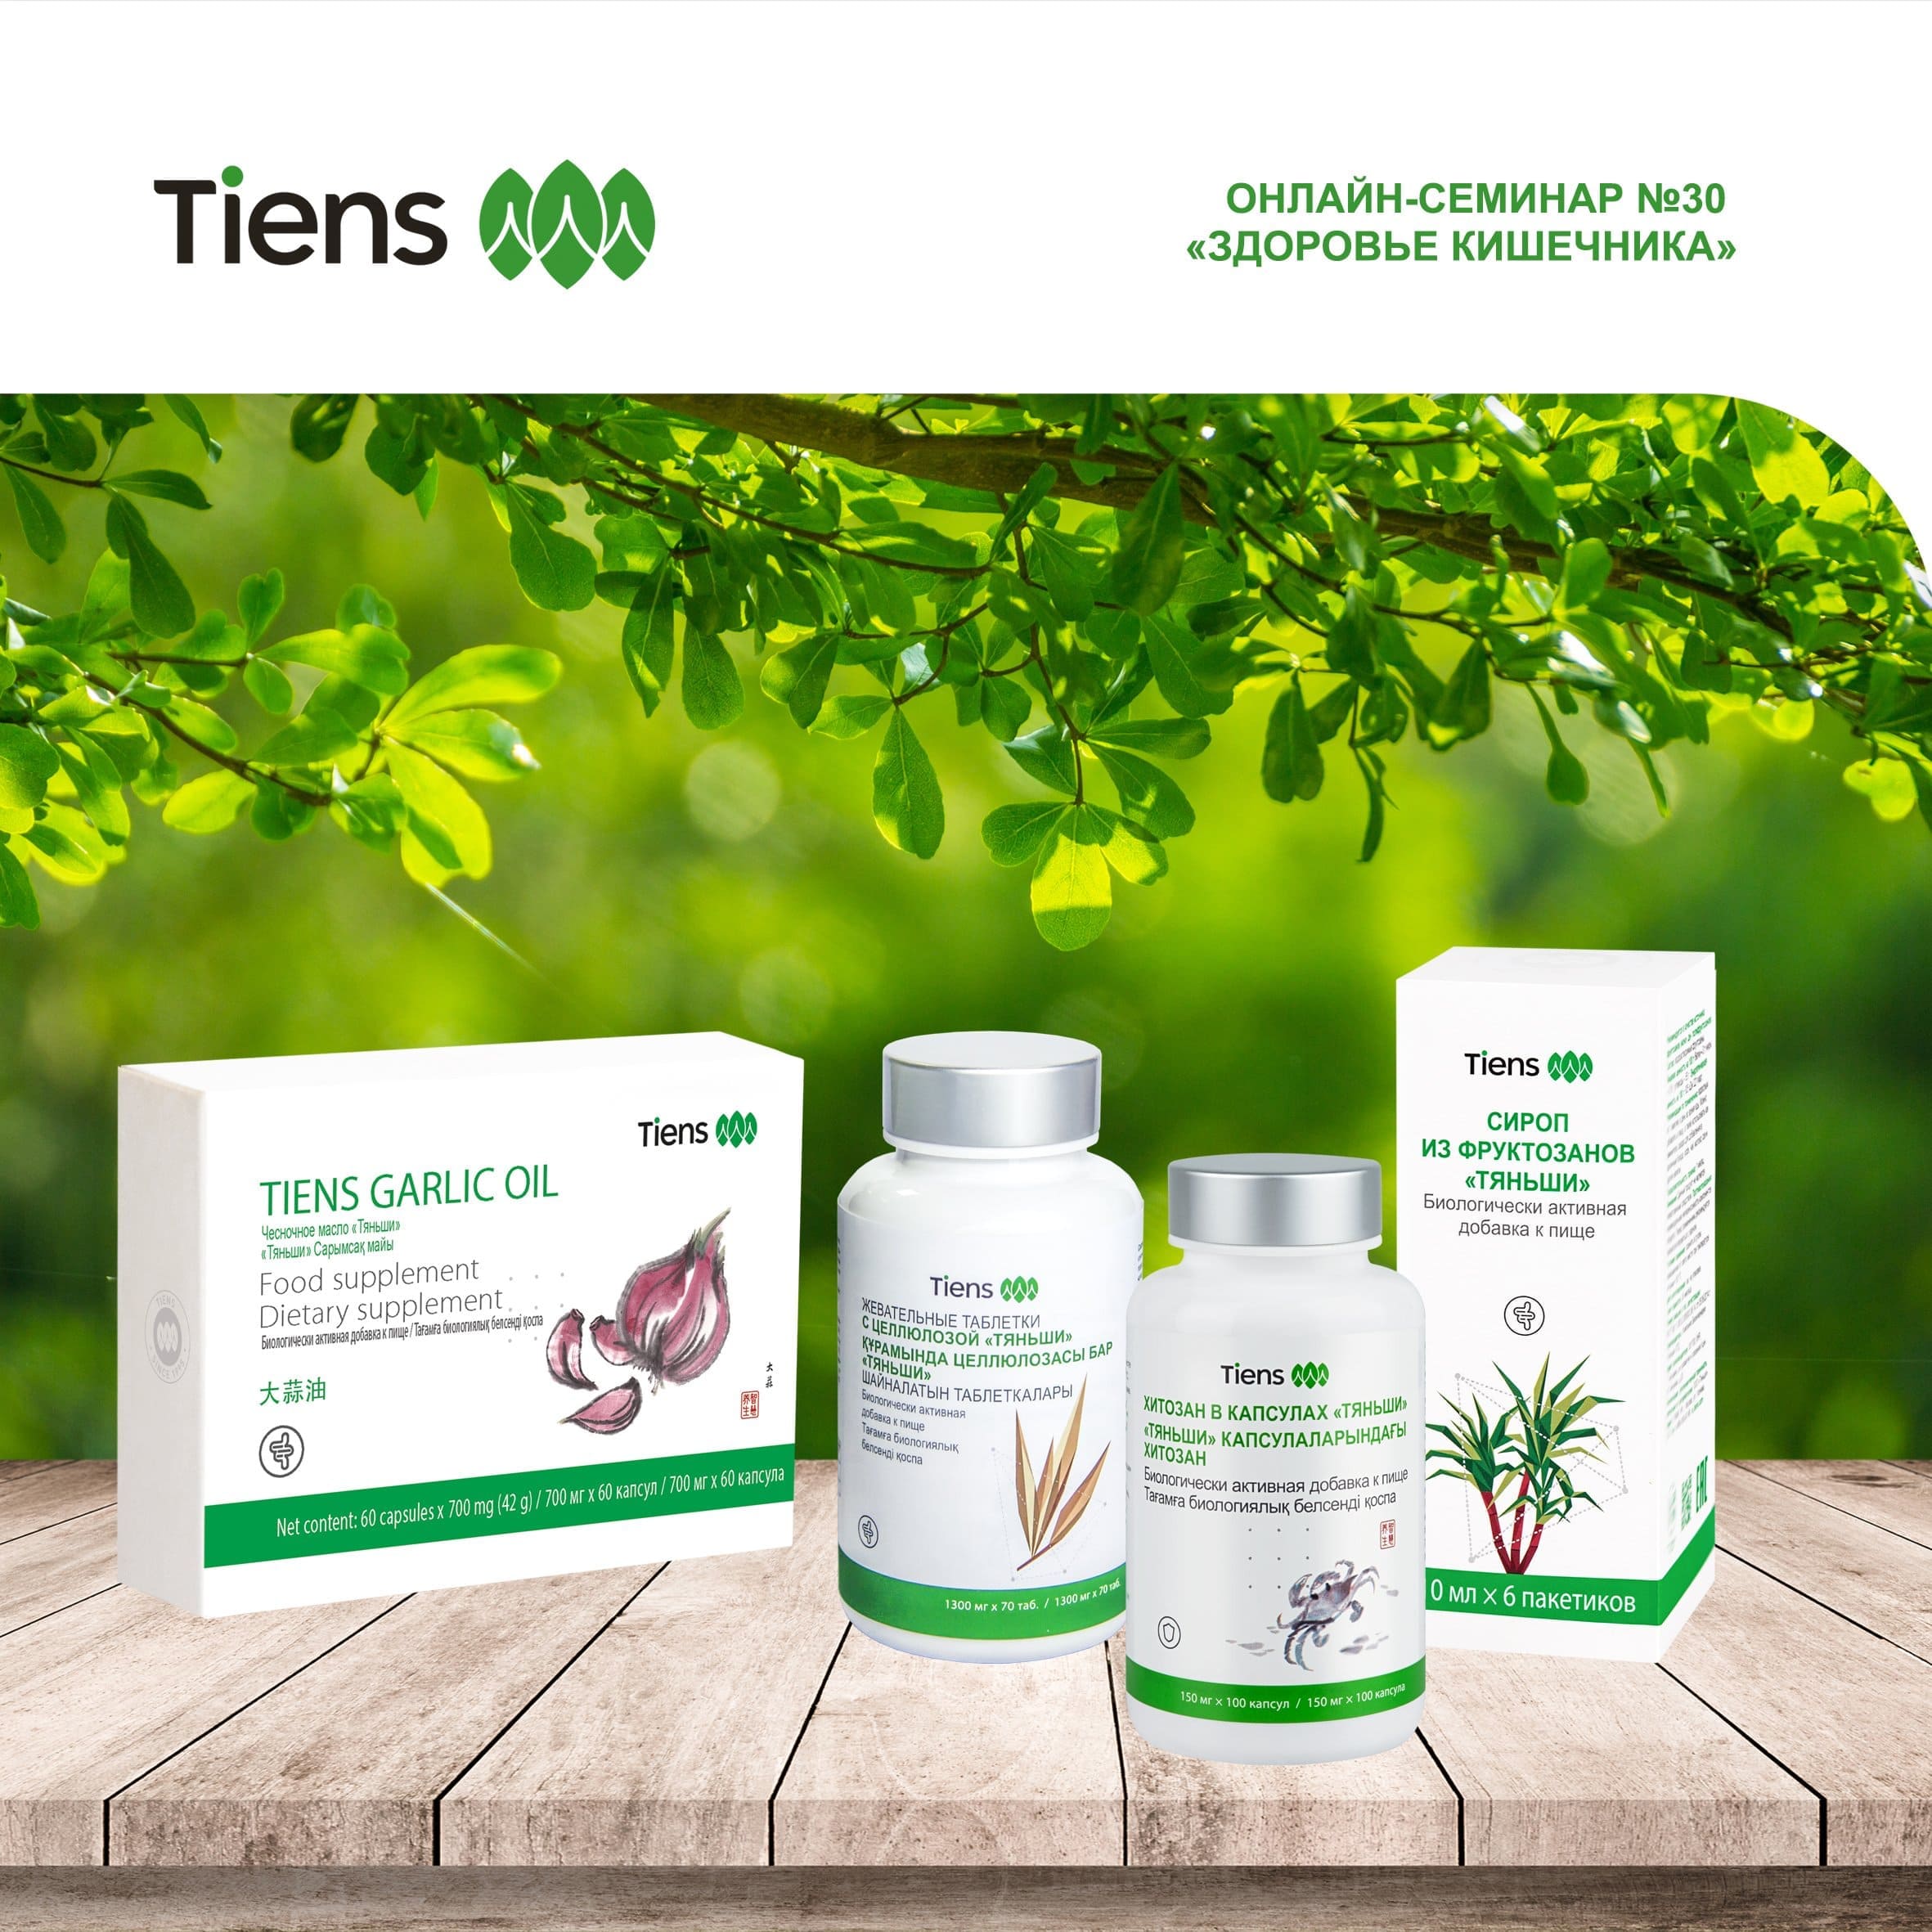 Tiens
ОНЛАЙН-СЕМИНАР №30
«ЗДОРОВЬЕ КИШЕЧНИКА»
Tiens
TIENS GARLIC OIL
Чесночное масло «Тяньши»
«Тяньши» Сарымсақ майы
Food supplement
Dietary supplement
Биологически активная добавка к пище / Тағамға биологиялық белсенді қоспа
大蒜油
大蒜
Net content: 60 capsules x 700 mg (42 g) / 700 мг x 60 капсул / 700 мг x 60 капсула
TIENS
Tiens
ЖЕВАТЕЛЬНЫЕ ТАБЛЕТКИ
С ЦЕЛЛЮЛОЗОЙ «ТЯНЬШИ»
ҚҰРАМЫНДА ЦЕЛЛЮЛОЗАСЫ БАР
«ТЯНЬШИ»
ШАЙНАЛАТЫН ТАБЛЕТКАЛАРЫ
Биологически активная
добавка к пище
Тағамға биологиялық
белсенді қоспа
1300 мг x 70 таб. / 1300 мг x 70 таб.
Tiens
ХИТОЗАН В КАПСУЛАХ «ТЯНЬШИ»
«ТЯНЬШИ» КАПСУЛАЛАРЫНДАҒЫ
ХИТОЗАН
Биологически активная добавка к пище
Тағамға биологиялық белсенді қоспа
150 мг × 100 капсул / 150 мг × 100 капсула
Tiens
СИРОП
ИЗ ФРУКТОЗАНОВ
«ТЯНЬШИ»
Биологически активная
добавка к пище
0 мл × 6 пакетиков
EAC